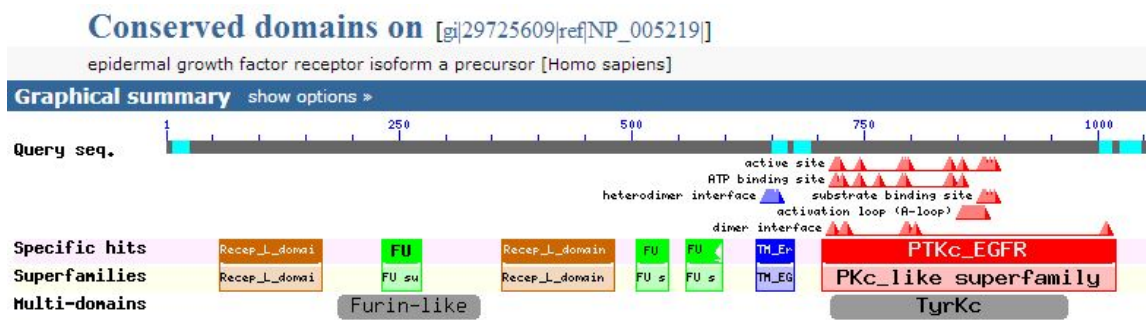 Conserved domains on [gi|29725609|ref|NP_005219|]
epidermal growth factor receptor isoform a precursor [Homo sapiens]
Graphical summary show options »
1 250 500 750 1000
Query seq.
active site
ATP binding site
heterodimer interface substrate binding site
activation loop (A-loop)
dimer interface
Specific hits Recep_L_domai FU Recep_L_domain FU FU TM_Er PTKc_EGFR
Superfamilies Recep_L_domai FU su Recep_L_domain FU s FU s TM_EG PKc_like superfamily
Multi-domains Furin-like TyrKc